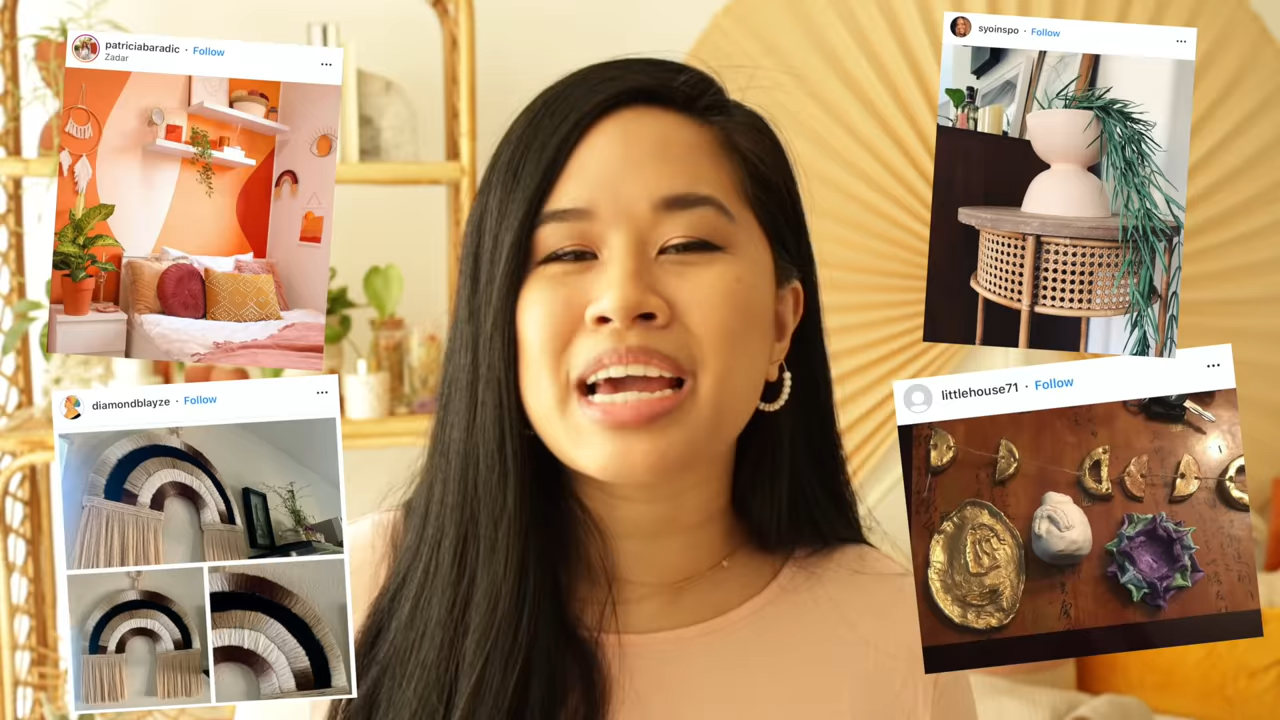 patriciabaradic · Follow
Zadar
syoinspo · Follow
diamondblayze · Follow
littlehouse71 · Follow